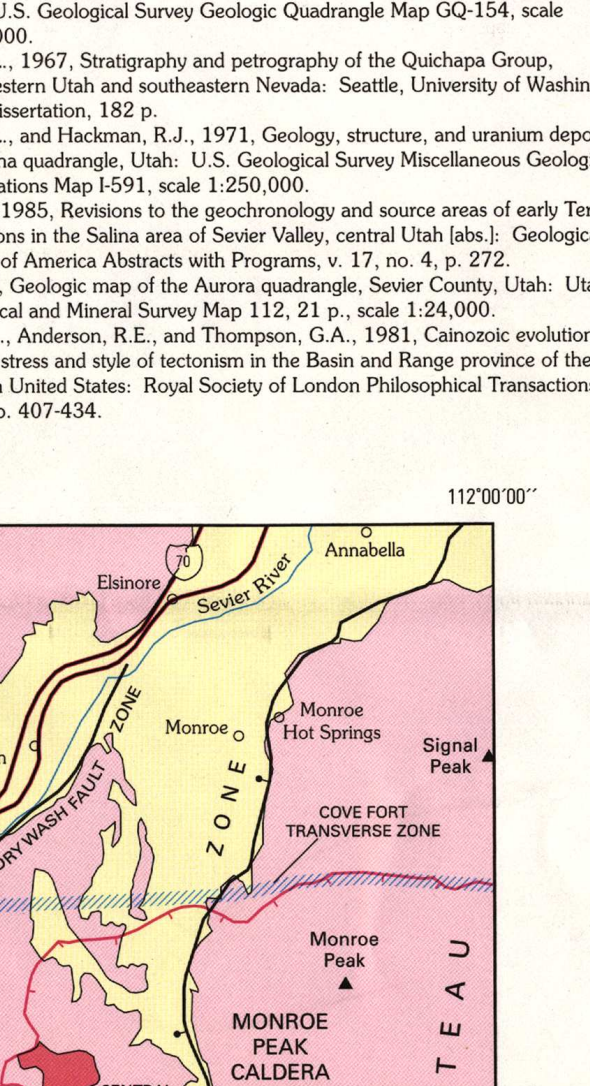 U.S. Geological Survey Geologic Quadrangle Map GQ-154, scale
000.
., 1967, Stratigraphy and petrography of the Quichapa Group,
estern Utah and southeastern Nevada: Seattle, University of Washin
issertation, 182 p.
., and Hackman, R.J., 1971, Geology, structure, and uranium depo
na quadrangle, Utah: U.S. Geological Survey Miscellaneous Geolog
ations Map I-591, scale 1:250,000.
1985, Revisions to the geochronology and source areas of early Ter
ons in the Salina area of Sevier Valley, central Utah [abs.]: Geologic
of America Abstracts with Programs, v. 17, no. 4, p. 272.
, Geologic map of the Aurora quadrangle, Sevier County, Utah: Uta
cal and Mineral Survey Map 112, 21 p., scale 1:24,000.
., Anderson, R.E., and Thompson, G.A., 1981, Cainozoic evolution
stress and style of tectonism in the Basin and Range province of the
n United States: Royal Society of London Philosophical Transactions
p. 407-434.
112°00'00''
Annabella
70
Elsinore
Sevier River
ZONE
Monroe
Monroe
Hot Springs
Signal
Peak
ZONE
DRY WASH FAULT
COVE FORT
TRANSVERSE ZONE
Monroe
Peak
TEAU
MONROE
PEAK
CALDERA
CENTRAL